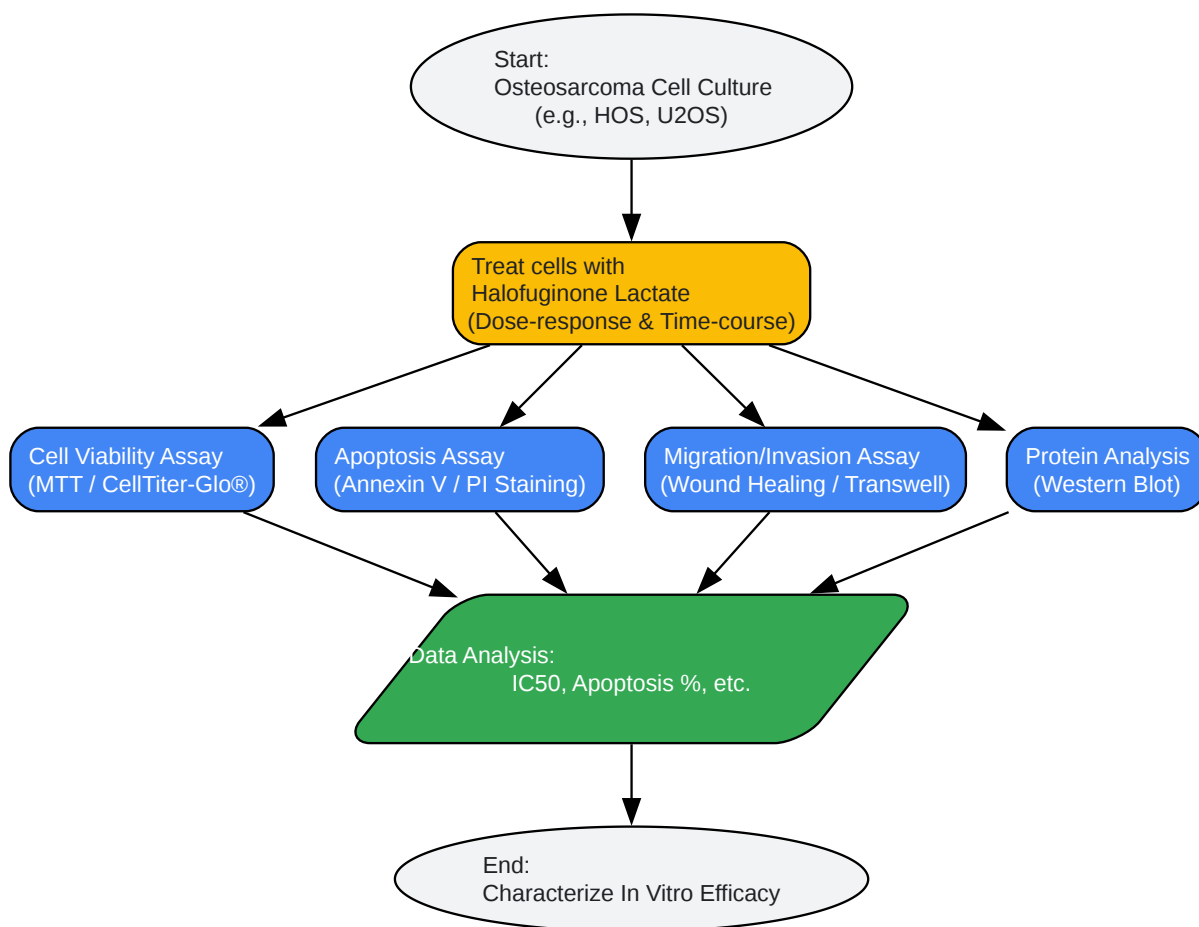 Start:
Osteosarcoma Cell Culture
(e.g., HOS, U2OS)
Treat cells with
Halofuginone Lactate
(Dose-response & Time-course)
Cell Viability Assay
(MTT / CellTiter-Glo®)
Apoptosis Assay
(Annexin V / PI Staining)
Migration/Invasion Assay
(Wound Healing / Transwell)
Protein Analysis
(Western Blot)
Data Analysis:
IC50, Apoptosis %, etc.
End:
Characterize In Vitro Efficacy